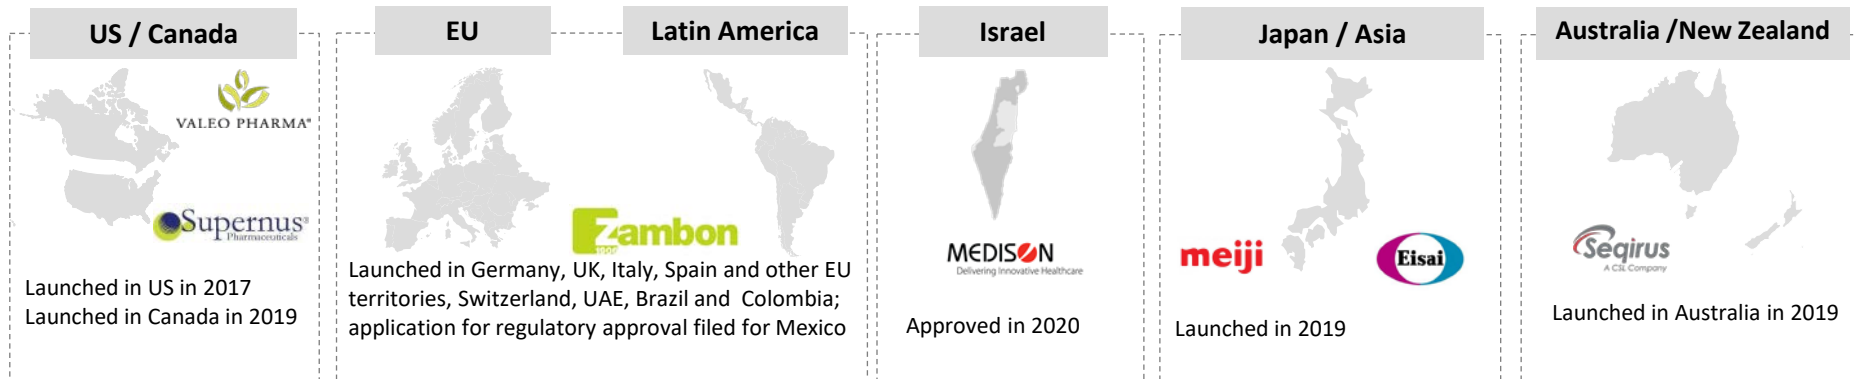 US / Canada
VALEO PHARMA®
Supernus®
Pharmaceuticals
Launched in US in 2017
Launched in Canada in 2019
EU
Latin America
Zambon
1906
Launched in Germany, UK, Italy, Spain and other EU
territories, Switzerland, UAE, Brazil and Colombia;
application for regulatory approval filed for Mexico
Israel
MEDISON
Delivering Innovative Healthcare
Approved in 2020
Japan / Asia
meiji
Eisai
Launched in 2019
Australia /New Zealand
Seqirus
A CSL Company
Launched in Australia in 2019